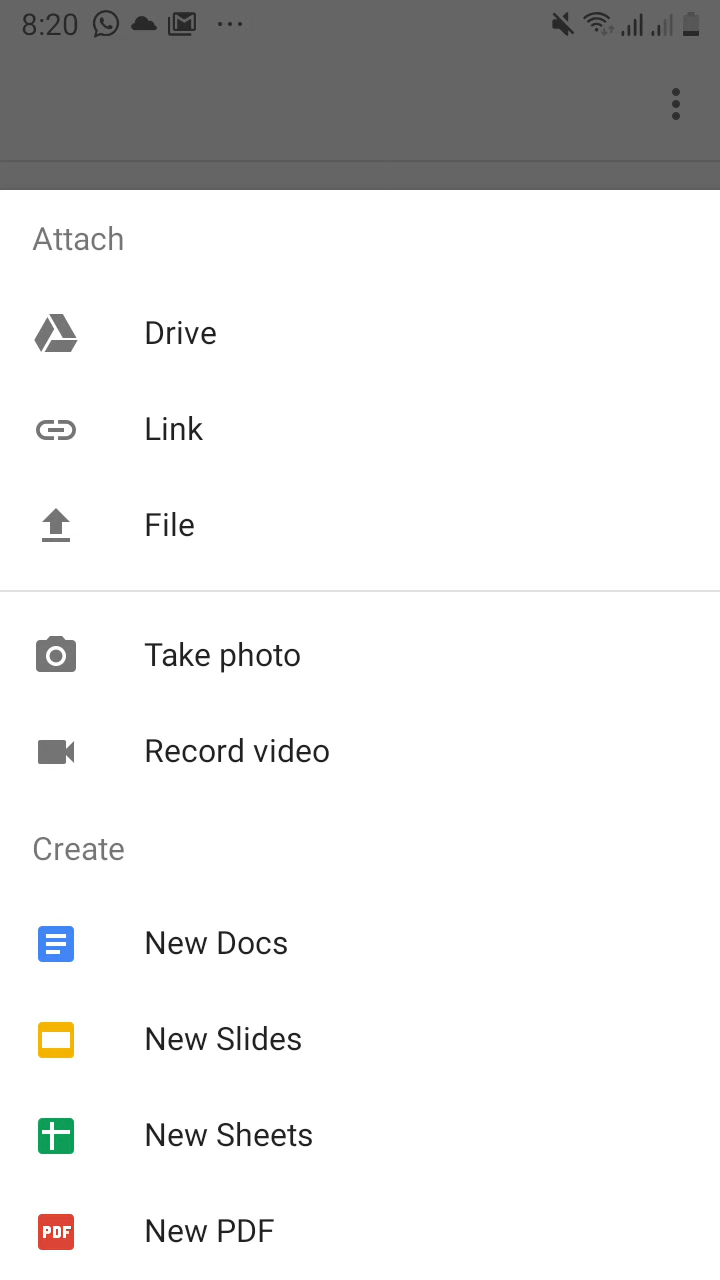 8:20
Attach
Drive
Link
File
Take photo
Record video
Create
New Docs
New Slides
New Sheets
PDF New PDF